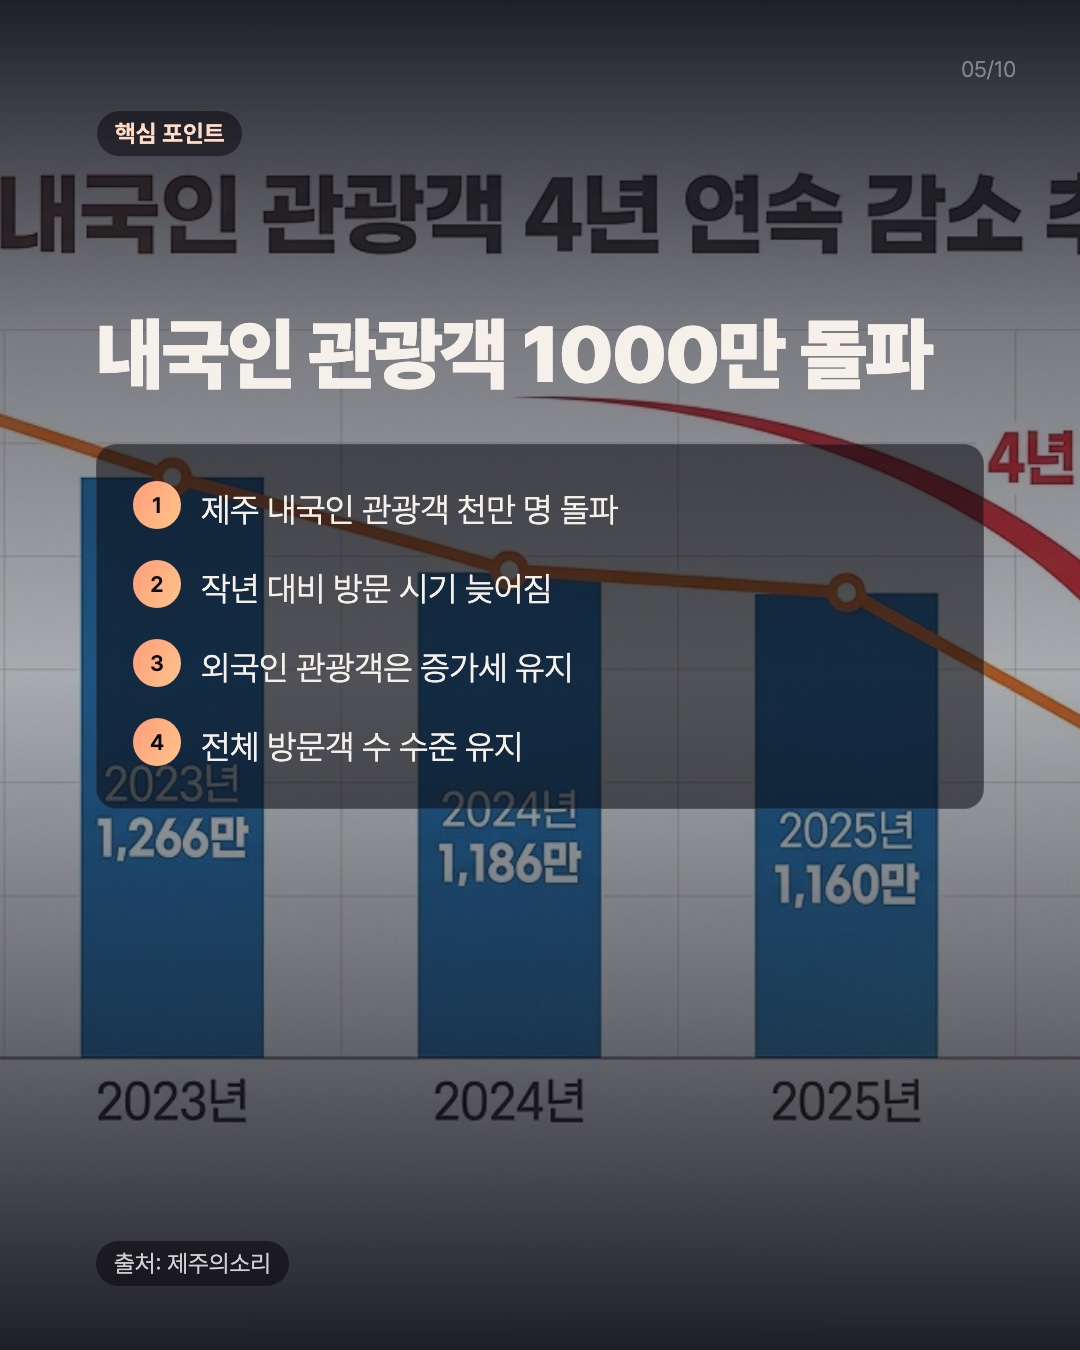 05/10
핵심 포인트
내국인 관광객 4년 연속 감소
내국인 관광객 1000만 돌파
4년
1 제주 내국인 관광객 천만 명 돌파
2 작년 대비 방문 시기 늦어짐
3 외국인 관광객은 증가세 유지
4 전체 방문객 수 수준 유지
2023년
1,266만
2024년
1,186만
2025년
1,160만
2023년
2024년
2025년
출처: 제주의소리